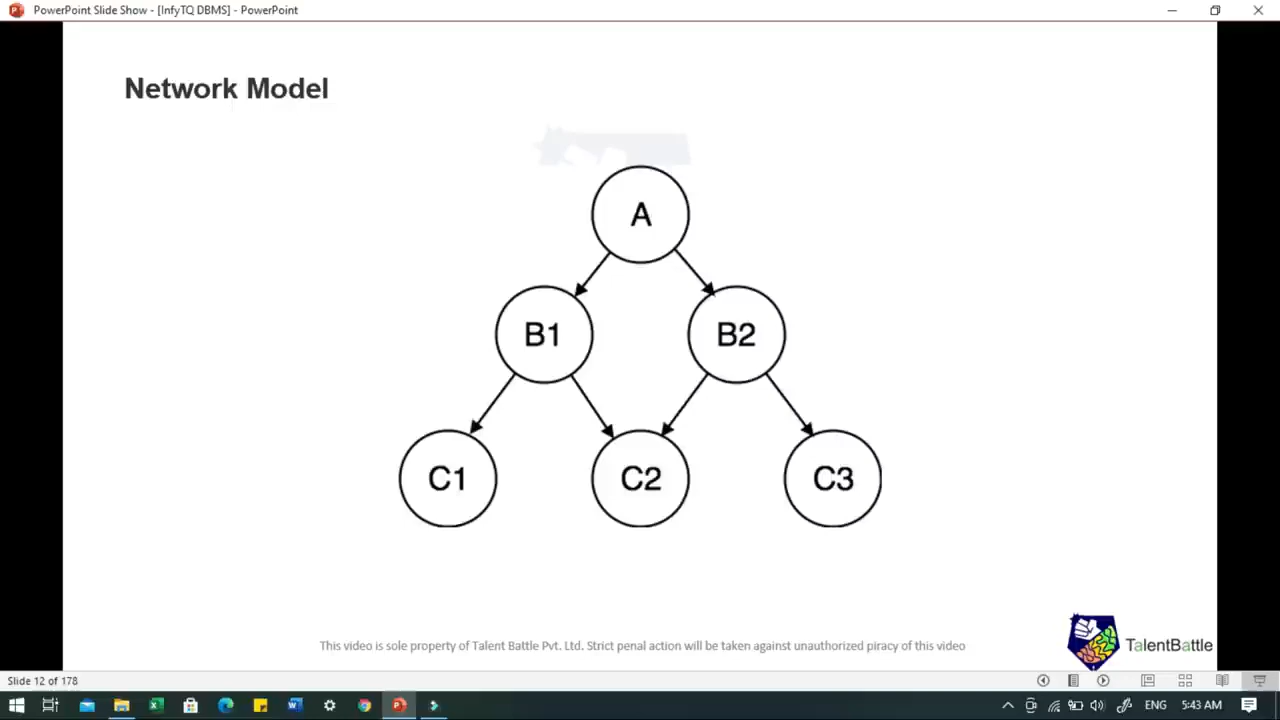 PowerPoint Slide Show - [InfyTQ DBMS] - PowerPoint
Network Model
A
B1 B2
C1 C2 C3
This video is sole property of Talent Battle Pvt. Ltd. Strict penal action will be taken against unauthorized piracy of this video
TalentBattle
Slide 12 of 178
ENG 5:43 AM